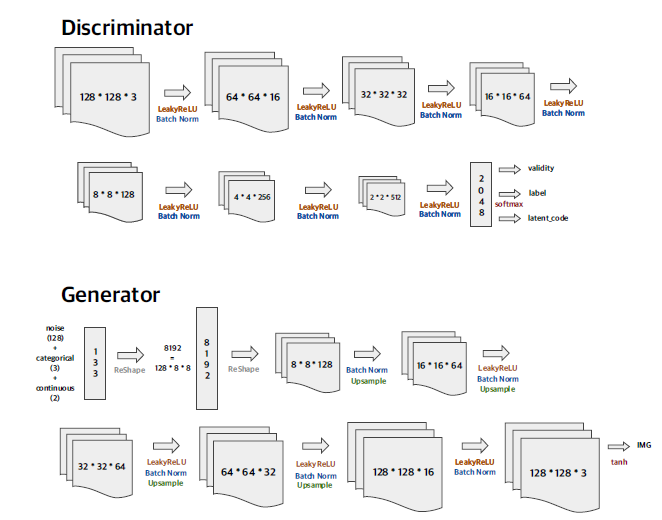 Discriminator
128 * 128 * 3
LeakyReLU
Batch Norm
64 * 64 * 16
LeakyReLU
Batch Norm
32 * 32 * 32
LeakyReLU
Batch Norm
16 * 16 * 64
LeakyReLU
Batch Norm
8 * 8 * 128
LeakyReLU
Batch Norm
4 * 4 * 256
LeakyReLU
Batch Norm
2 * 2 * 512
LeakyReLU
Batch Norm
2
0
4
8
validity
label
softmax
latent_code
Generator
noise
(128)
+
categorical
(3)
+
continuous
(2)
1
3
3
ReShape
8192
=
128 * 8 * 8
8
1
9
2
ReShape
8 * 8 * 128
Batch Norm
Upsample
16 * 16 * 64
LeakyReLU
Batch Norm
Upsample
32 * 32 * 64
LeakyReLU
Batch Norm
Upsample
64 * 64 * 32
LeakyReLU
Batch Norm
Upsample
128 * 128 * 16
LeakyReLU
Batch Norm
128 * 128 * 3
IMG
tanh